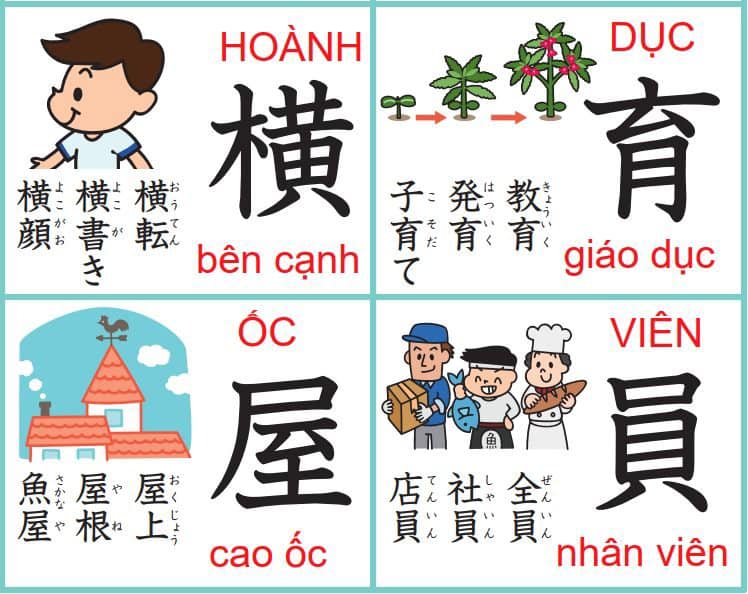 HOÀNH
横
横転
おうてん
横書き
よこが
横顔
よこがお
bên cạnh
DỤC
育
教育
きょういく
発育
はついく
子育て
こそだ
giáo dục
ỐC
屋
屋上
おくじょう
屋根
やね
魚屋
さかなや
cao ốc
VIÊN
員
魚
全員
ぜんいん
社員
しゃいん
店員
てんいん
nhân viên